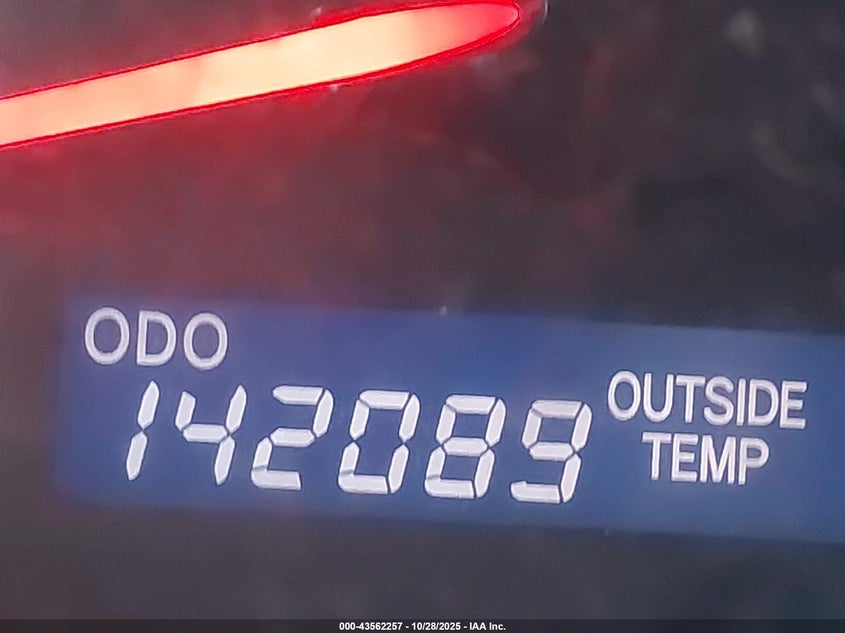 ODO
142089
OUTSIDE
TEMP
000-43562257 - 10/28/2025 - IAA Inc.